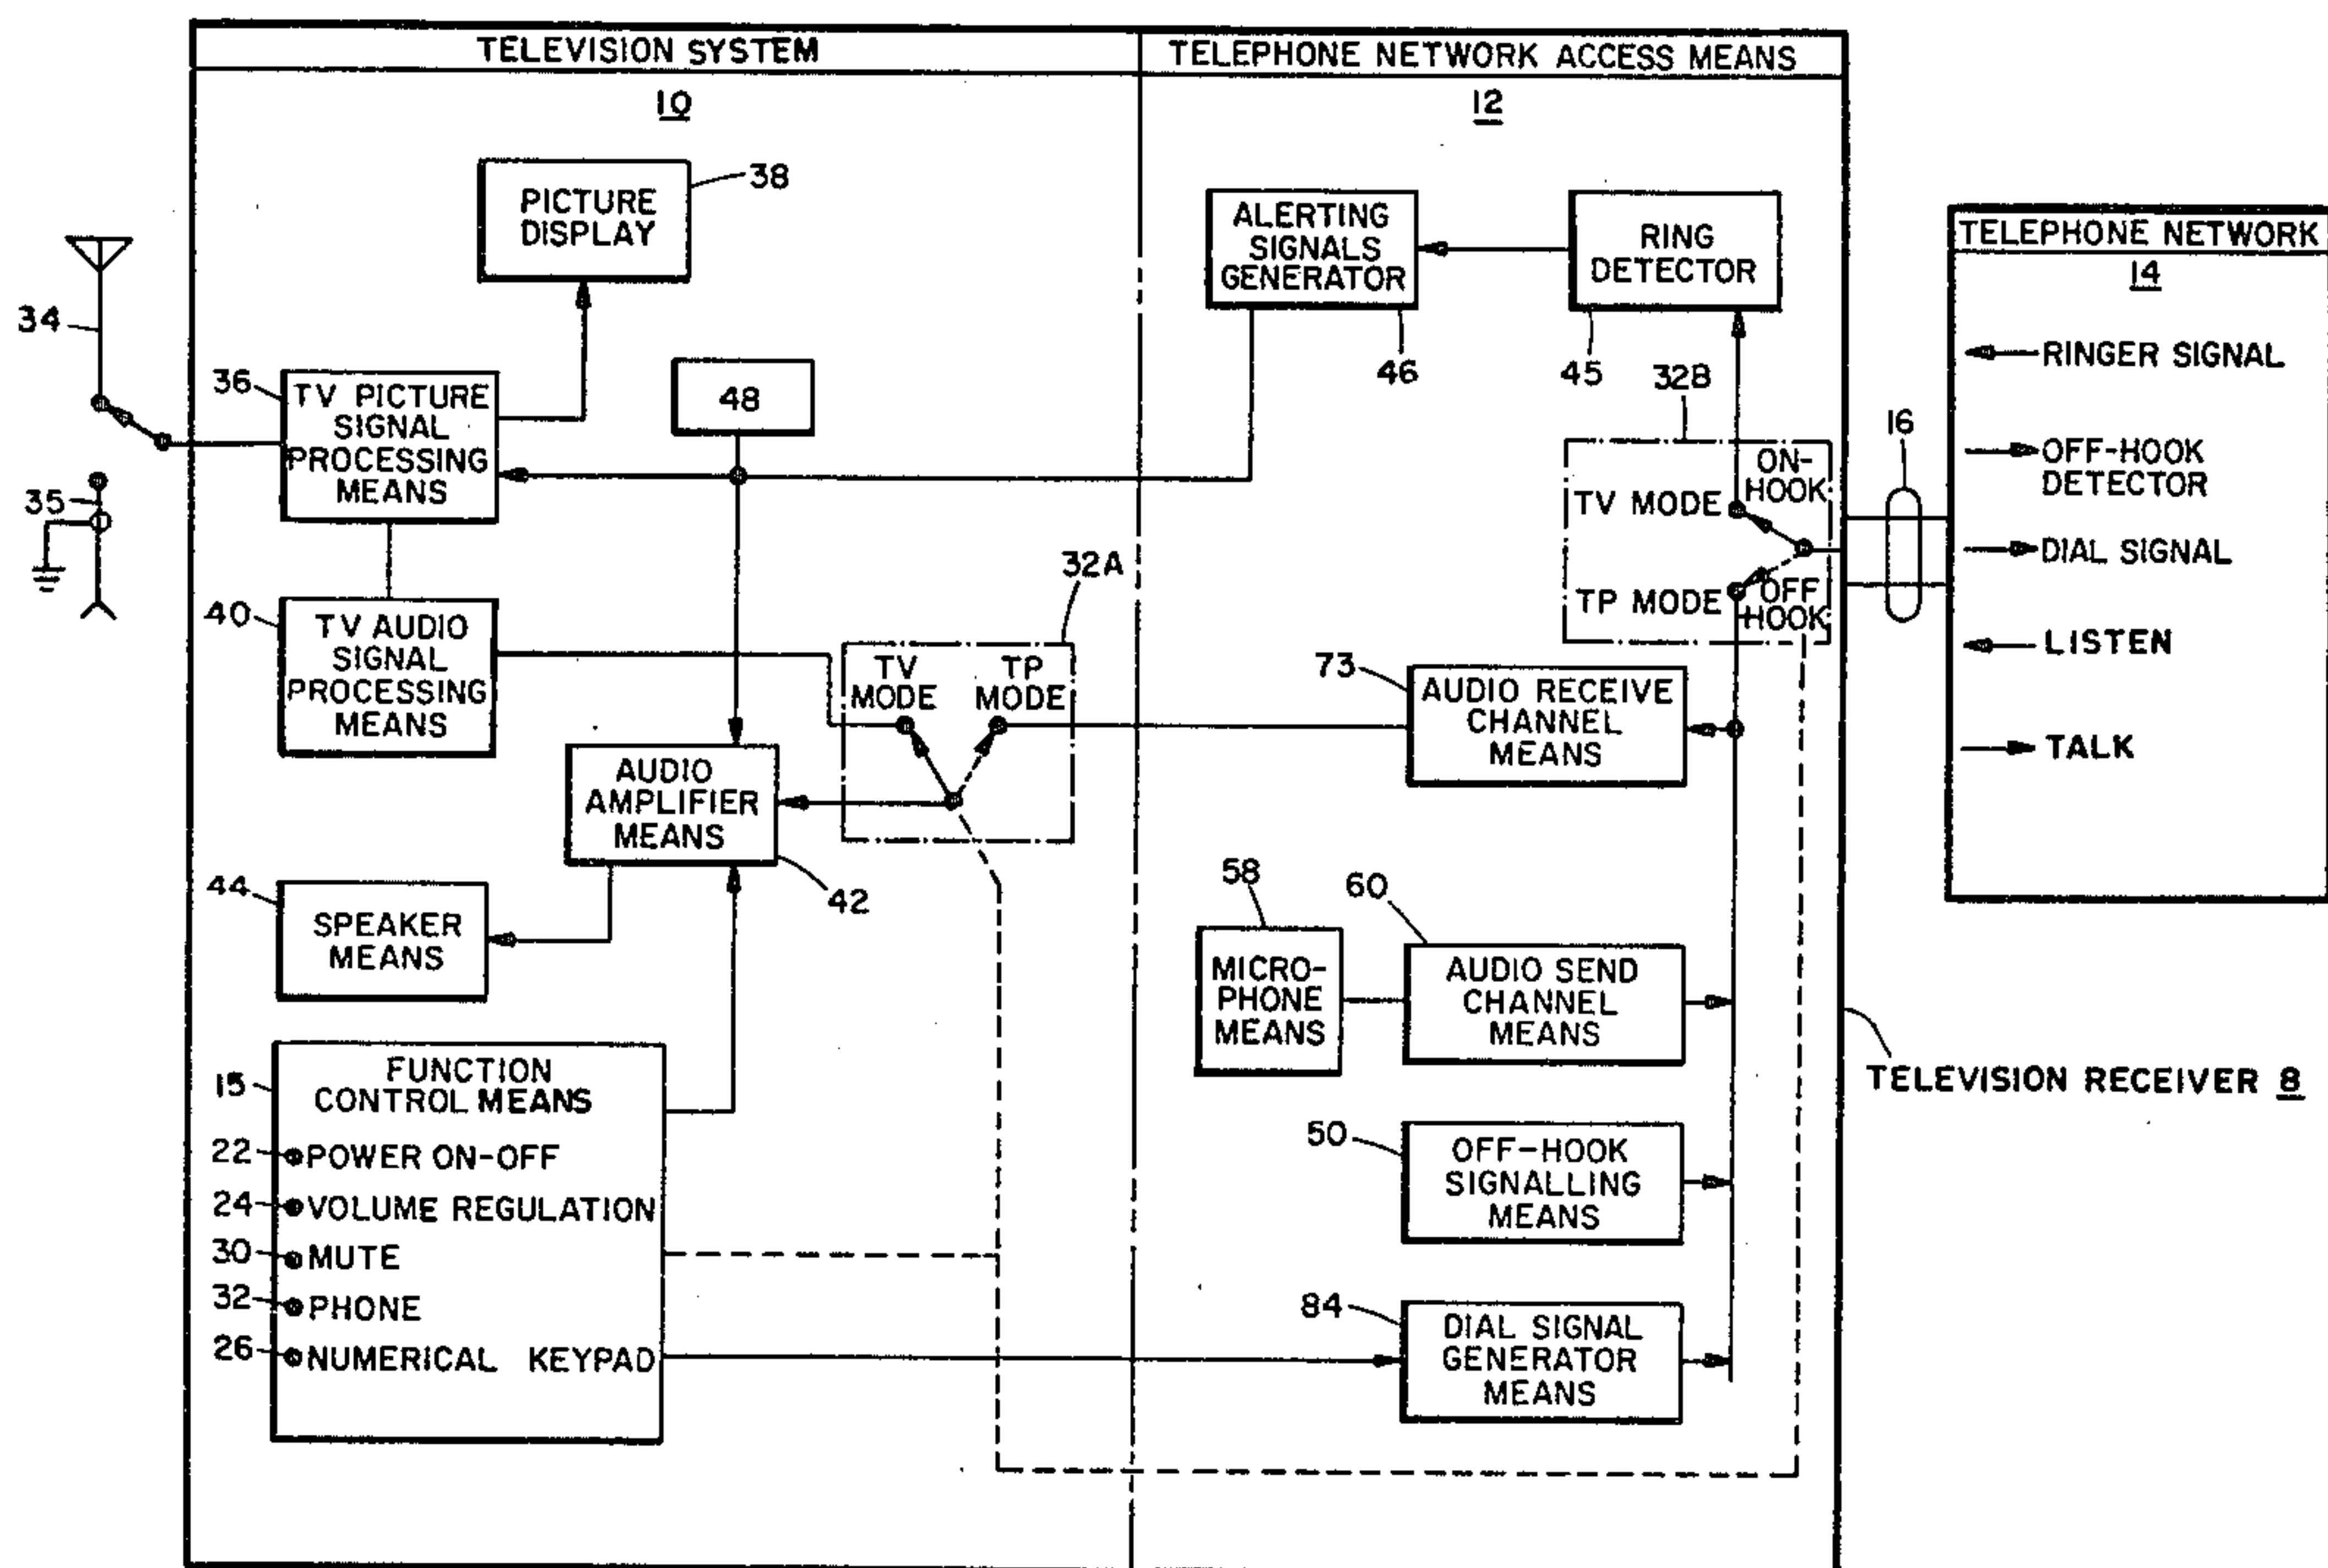 TELEVISION SYSTEM
10
TELEPHONE NETWORK ACCESS MEANS
12
TELEPHONE NETWORK
14
RINGER SIGNAL
OFF-HOOK
DETECTOR
DIAL SIGNAL
LISTEN
TALK
16
34
35
PICTURE
DISPLAY
38
36
TV PICTURE
SIGNAL
PROCESSING
MEANS
48
40
TV AUDIO
SIGNAL
PROCESSING
MEANS
32A
TV
MODE
TP
MODE
AUDIO
AMPLIFIER
MEANS
42
44
SPEAKER
MEANS
15
FUNCTION
CONTROL MEANS
22
POWER ON-OFF
24
VOLUME REGULATION
30
MUTE
32
PHONE
26
NUMERICAL KEYPAD
ALERTING
SIGNALS
GENERATOR
46
RING
DETECTOR
45
32B
ON-
HOOK
TV MODE
TP MODE
OFF
HOOK
73
AUDIO RECEIVE
CHANNEL
MEANS
58
MICRO-
PHONE
MEANS
60
AUDIO SEND
CHANNEL
MEANS
50
OFF-HOOK
SIGNALLING
MEANS
84
DIAL SIGNAL
GENERATOR
MEANS
TELEVISION RECEIVER 8